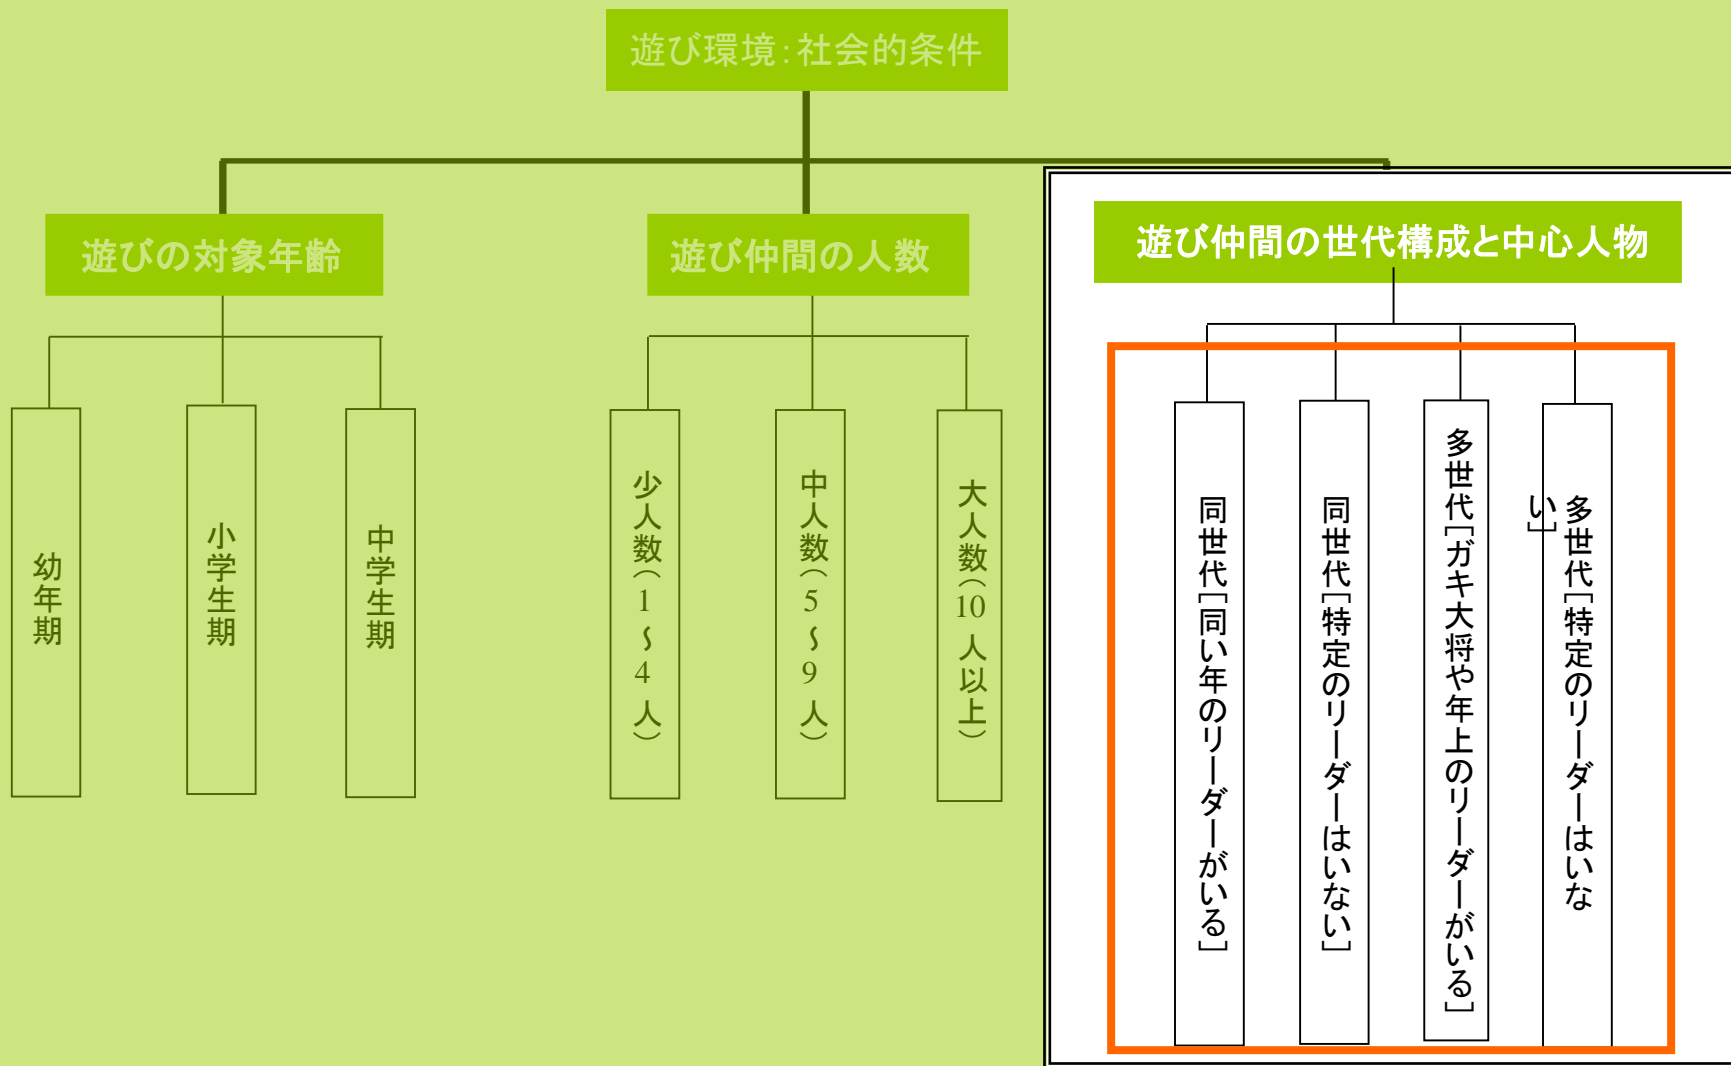 遊び環境：社会的条件
遊びの対象年齢
遊び仲間の人数
遊び仲間の世代構成と中心人物
幼年期
小学生期
中学生期
少人数（1〜4人）
中人数（5〜9人）
大人数（10人以上）
同世代［同い年のリーダーがいる］
同世代［特定のリーダーはいない］
多世代［ガキ大将や年上のリーダーがいる］
多世代［特定のリーダーはいな
い］